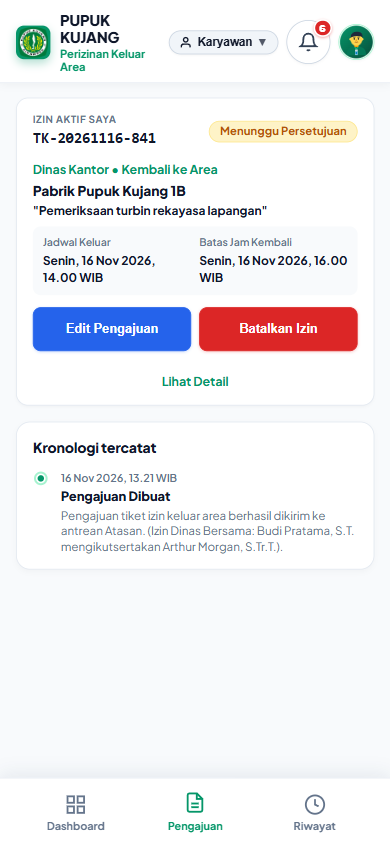 PUPUK
KUJANG
Perizinan Keluar
Area
Karyawan ▼
6
IZIN AKTIF SAYA
TK-20261116-841
Menunggu Persetujuan
Dinas Kantor • Kembali ke Area
Pabrik Pupuk Kujang 1B
"Pemeriksaan turbin rekayasa lapangan"
Jadwal Keluar
Senin, 16 Nov 2026,
14.00 WIB
Batas Jam Kembali
Senin, 16 Nov 2026, 16.00
WIB
Edit Pengajuan
Batalkan Izin
Lihat Detail
Kronologi tercatat
16 Nov 2026, 13.21 WIB
Pengajuan Dibuat
Pengajuan tiket izin keluar area berhasil dikirim ke
antrean Atasan. (Izin Dinas Bersama: Budi Pratama, S.T.
mengikutsertakan Arthur Morgan, S.Tr.T.).
Dashboard
Pengajuan
Riwayat